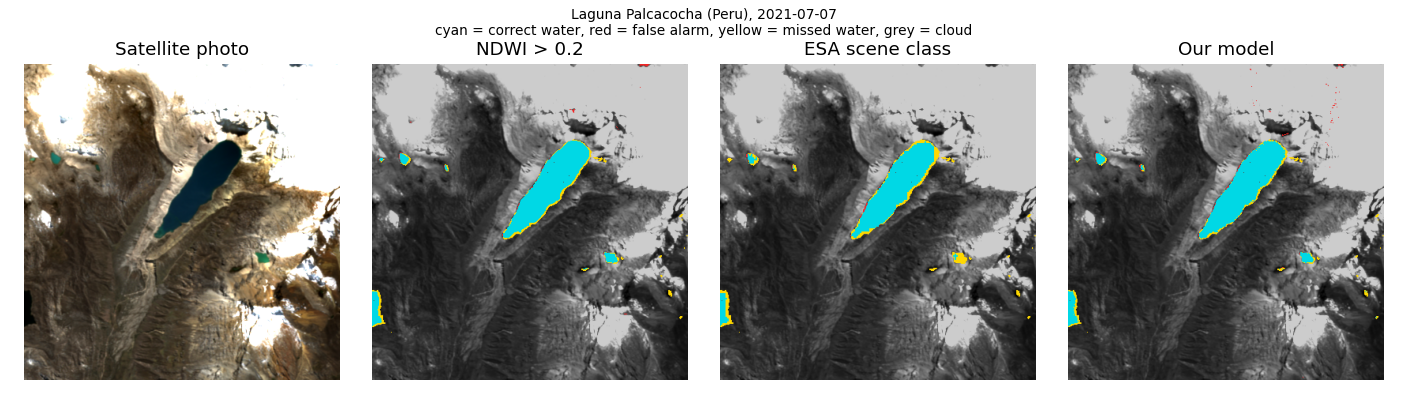 Laguna Palcacocha (Peru), 2021-07-07
cyan = correct water, red = false alarm, yellow = missed water, grey = cloud
Satellite photo
NDWI > 0.2
ESA scene class
Our model